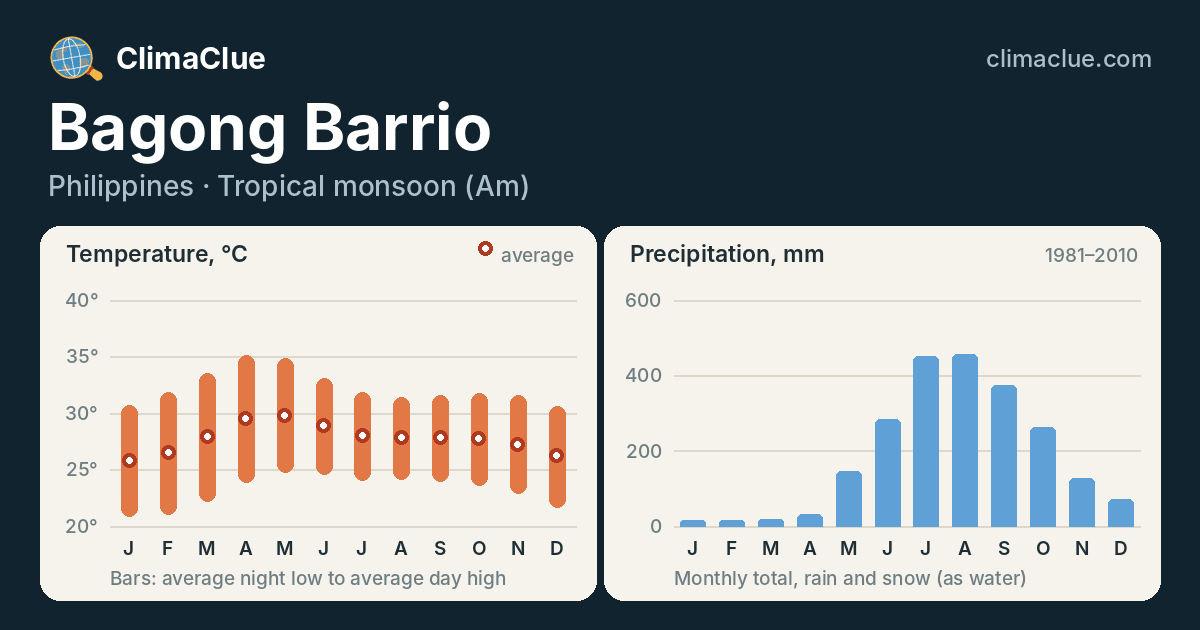 ClimaClue
climaclue.com
Bagong Barrio
Philippines · Tropical monsoon (Am)
Temperature, °C
average
40°
35°
30°
25°
20°
J F M A M J J A S O N D
Bars: average night low to average day high
Precipitation, mm
1981–2010
600
400
200
0
J F M A M J J A S O N D
Monthly total, rain and snow (as water)